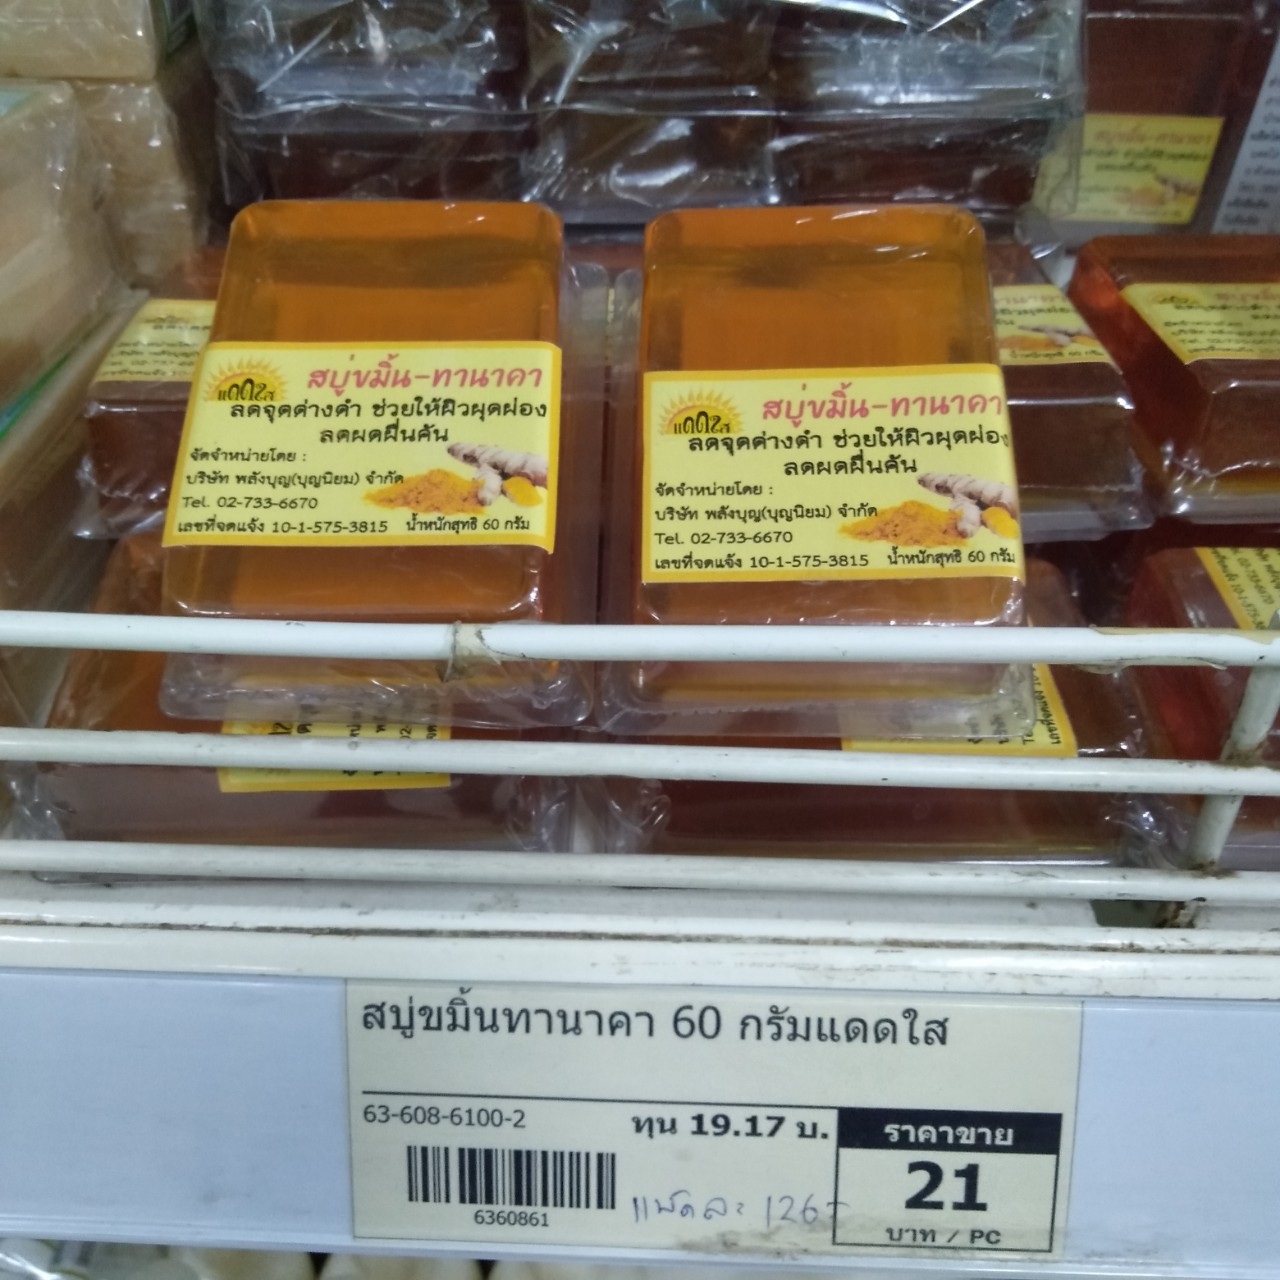 แดดใส
สบู่ขมิ้น-ทานาคา
ลดจุดด่างดำ ช่วยให้ผิวผุดผ่อง
ลดผดผื่นคัน
จัดจำหน่ายโดย :
บริษัท พลังบุญ(บุญนิยม) จำกัด
Tel. 02-733-6670
เลขที่จดแจ้ง 10-1-575-3815 น้ำหนักสุทธิ 60 กรัม
แดดใส
สบู่ขมิ้น-ทานาคา
ลดจุดด่างดำ ช่วยให้ผิวผุดผ่อง
ลดผดผื่นคัน
จัดจำหน่ายโดย :
บริษัท พลังบุญ(บุญนิยม) จำกัด
Tel. 02-733-6670
เลขที่จดแจ้ง 10-1-575-3815 น้ำหนักสุทธิ 60 กรัม
สบู่ขมิ้นทานาคา 60 กรัมแดดใส
63-608-6100-2
ทุน 19.17 บ.
ราคาขาย
21
บาท / PC
6360861
แพ้คละ 126-